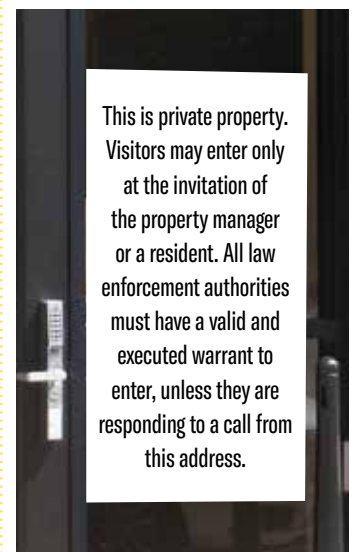 This is private property.
Visitors may enter only
at the invitation of
the property manager
or a resident. All law
enforcement authorities
must have a valid and
executed warrant to
enter, unless they are
responding to a call from
this address.